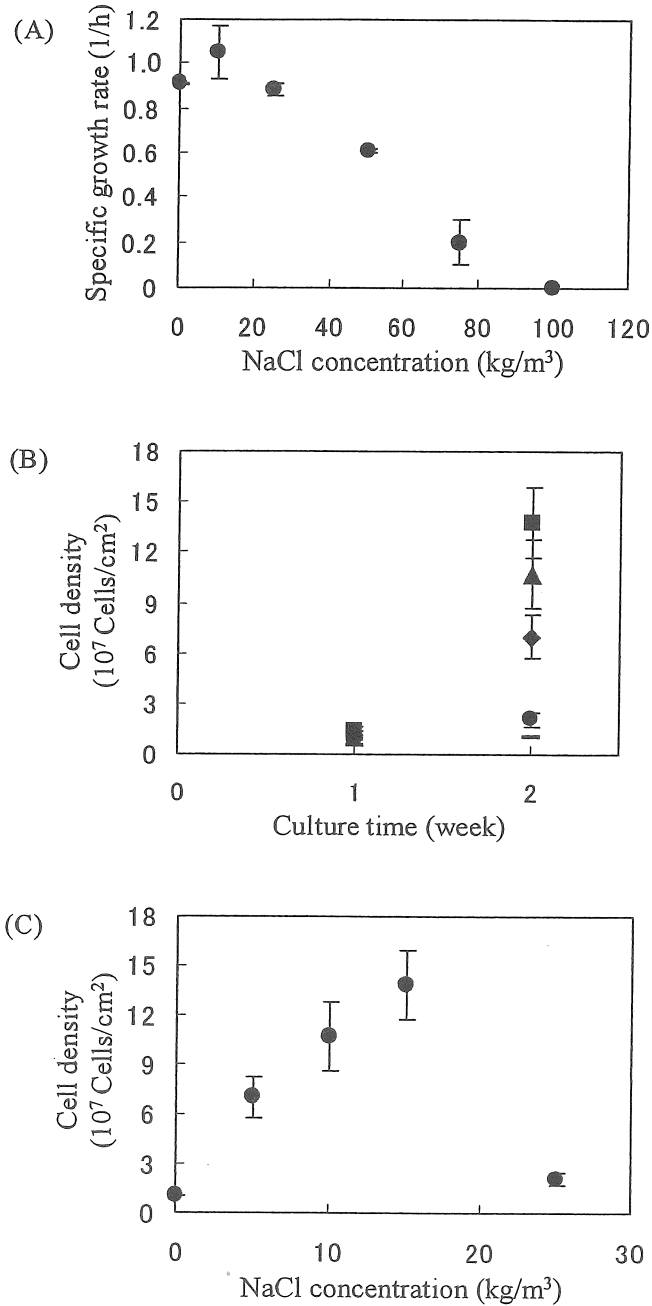 (A)
Specific growth rate (1/h)
1.2
1.0
0.8
0.6
0.4
0.2
0
0 20 40 60 80 100 120
NaCl concentration (kg/m³)
(B)
Cell density
(10⁷ Cells/cm²)
18
15
12
9
6
3
0
0 1 2
Culture time (week)
(C)
Cell density
(10⁷ Cells/cm²)
18
15
12
9
6
3
0
0 10 20 30
NaCl concentration (kg/m³)